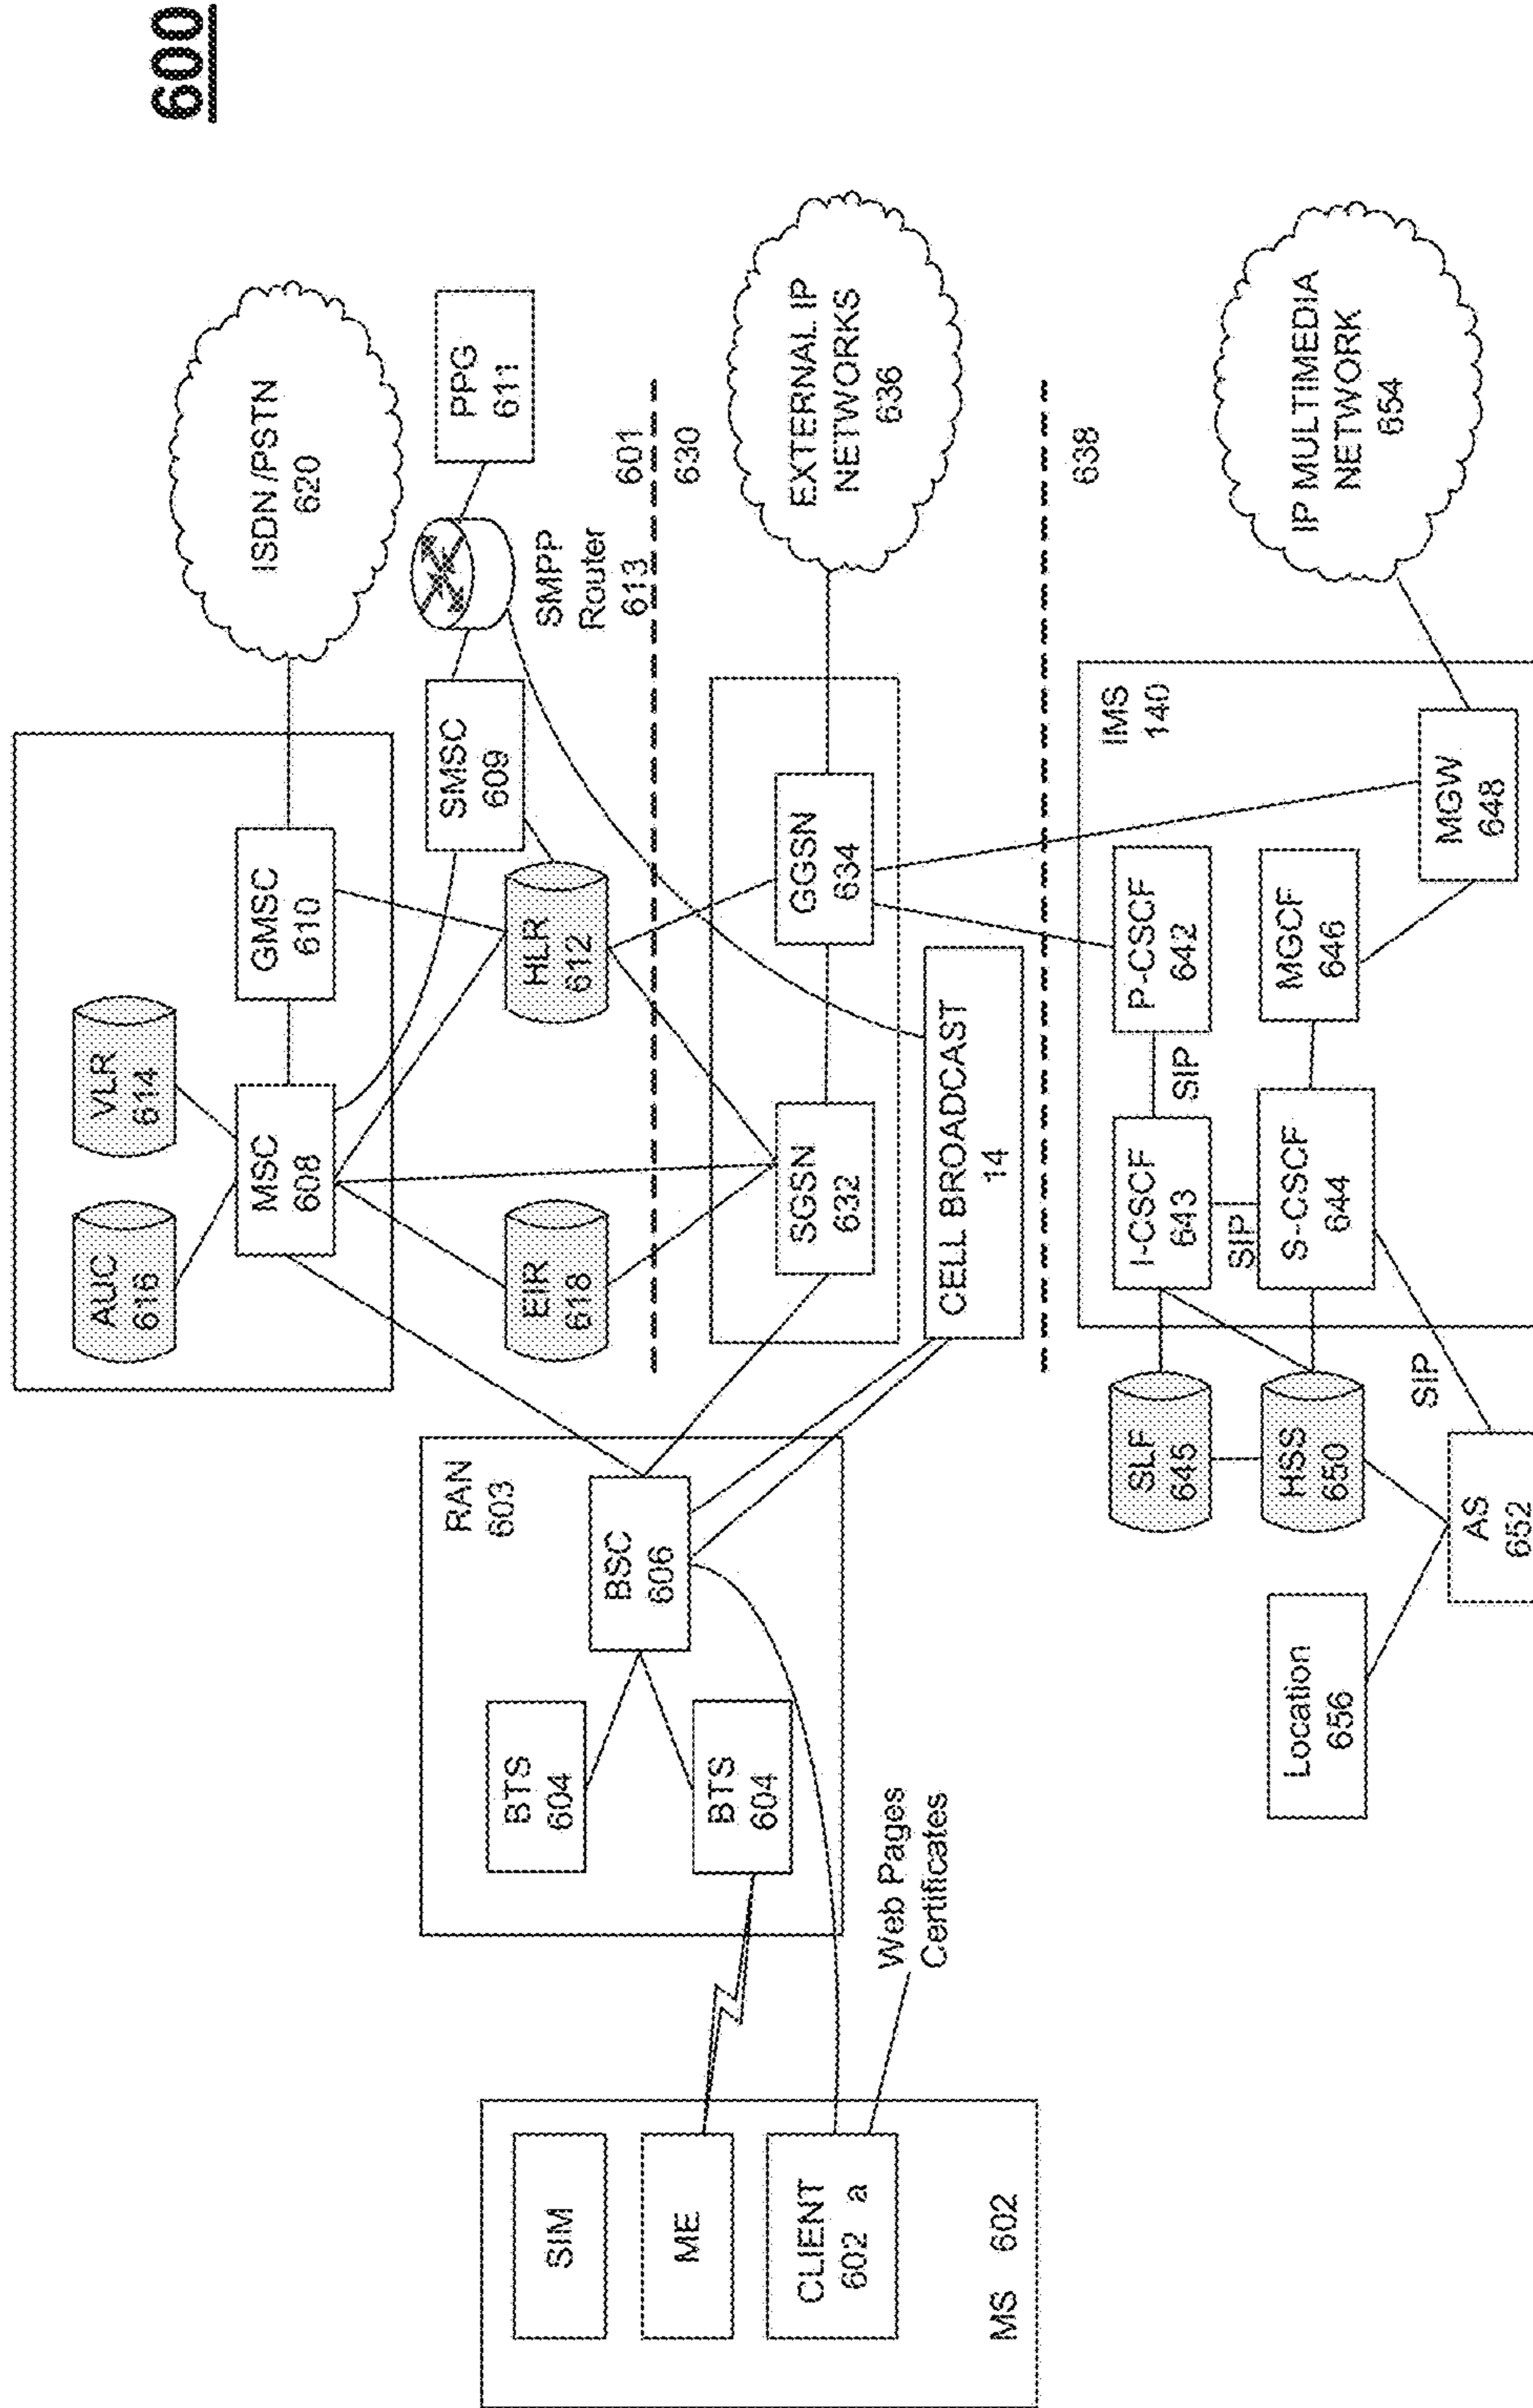 600
AUC
616
VLR
614
MSC
608
GMSC
610
ISDN /PSTN
620
SMSC
609
PPG
611
SMPP
Router
613
EIR
618
HLR
612
601
630
SGSN
632
GGSN
634
EXTERNAL IP
NETWORKS
636
CELL BROADCAST
14
638
RAN
603
BTS
604
BTS
604
BSC
606
SIM
ME
CLIENT
602 a
MS 602
Web Pages
Certificates
IMS
140
I-CSCF
643
SIP
P-CSCF
642
SIP
S-CSCF
644
MGCF
646
MGW
648
IP MULTIMEDIA
NETWORK
654
SLF
645
HSS
650
SIP
Location
656
AS
652